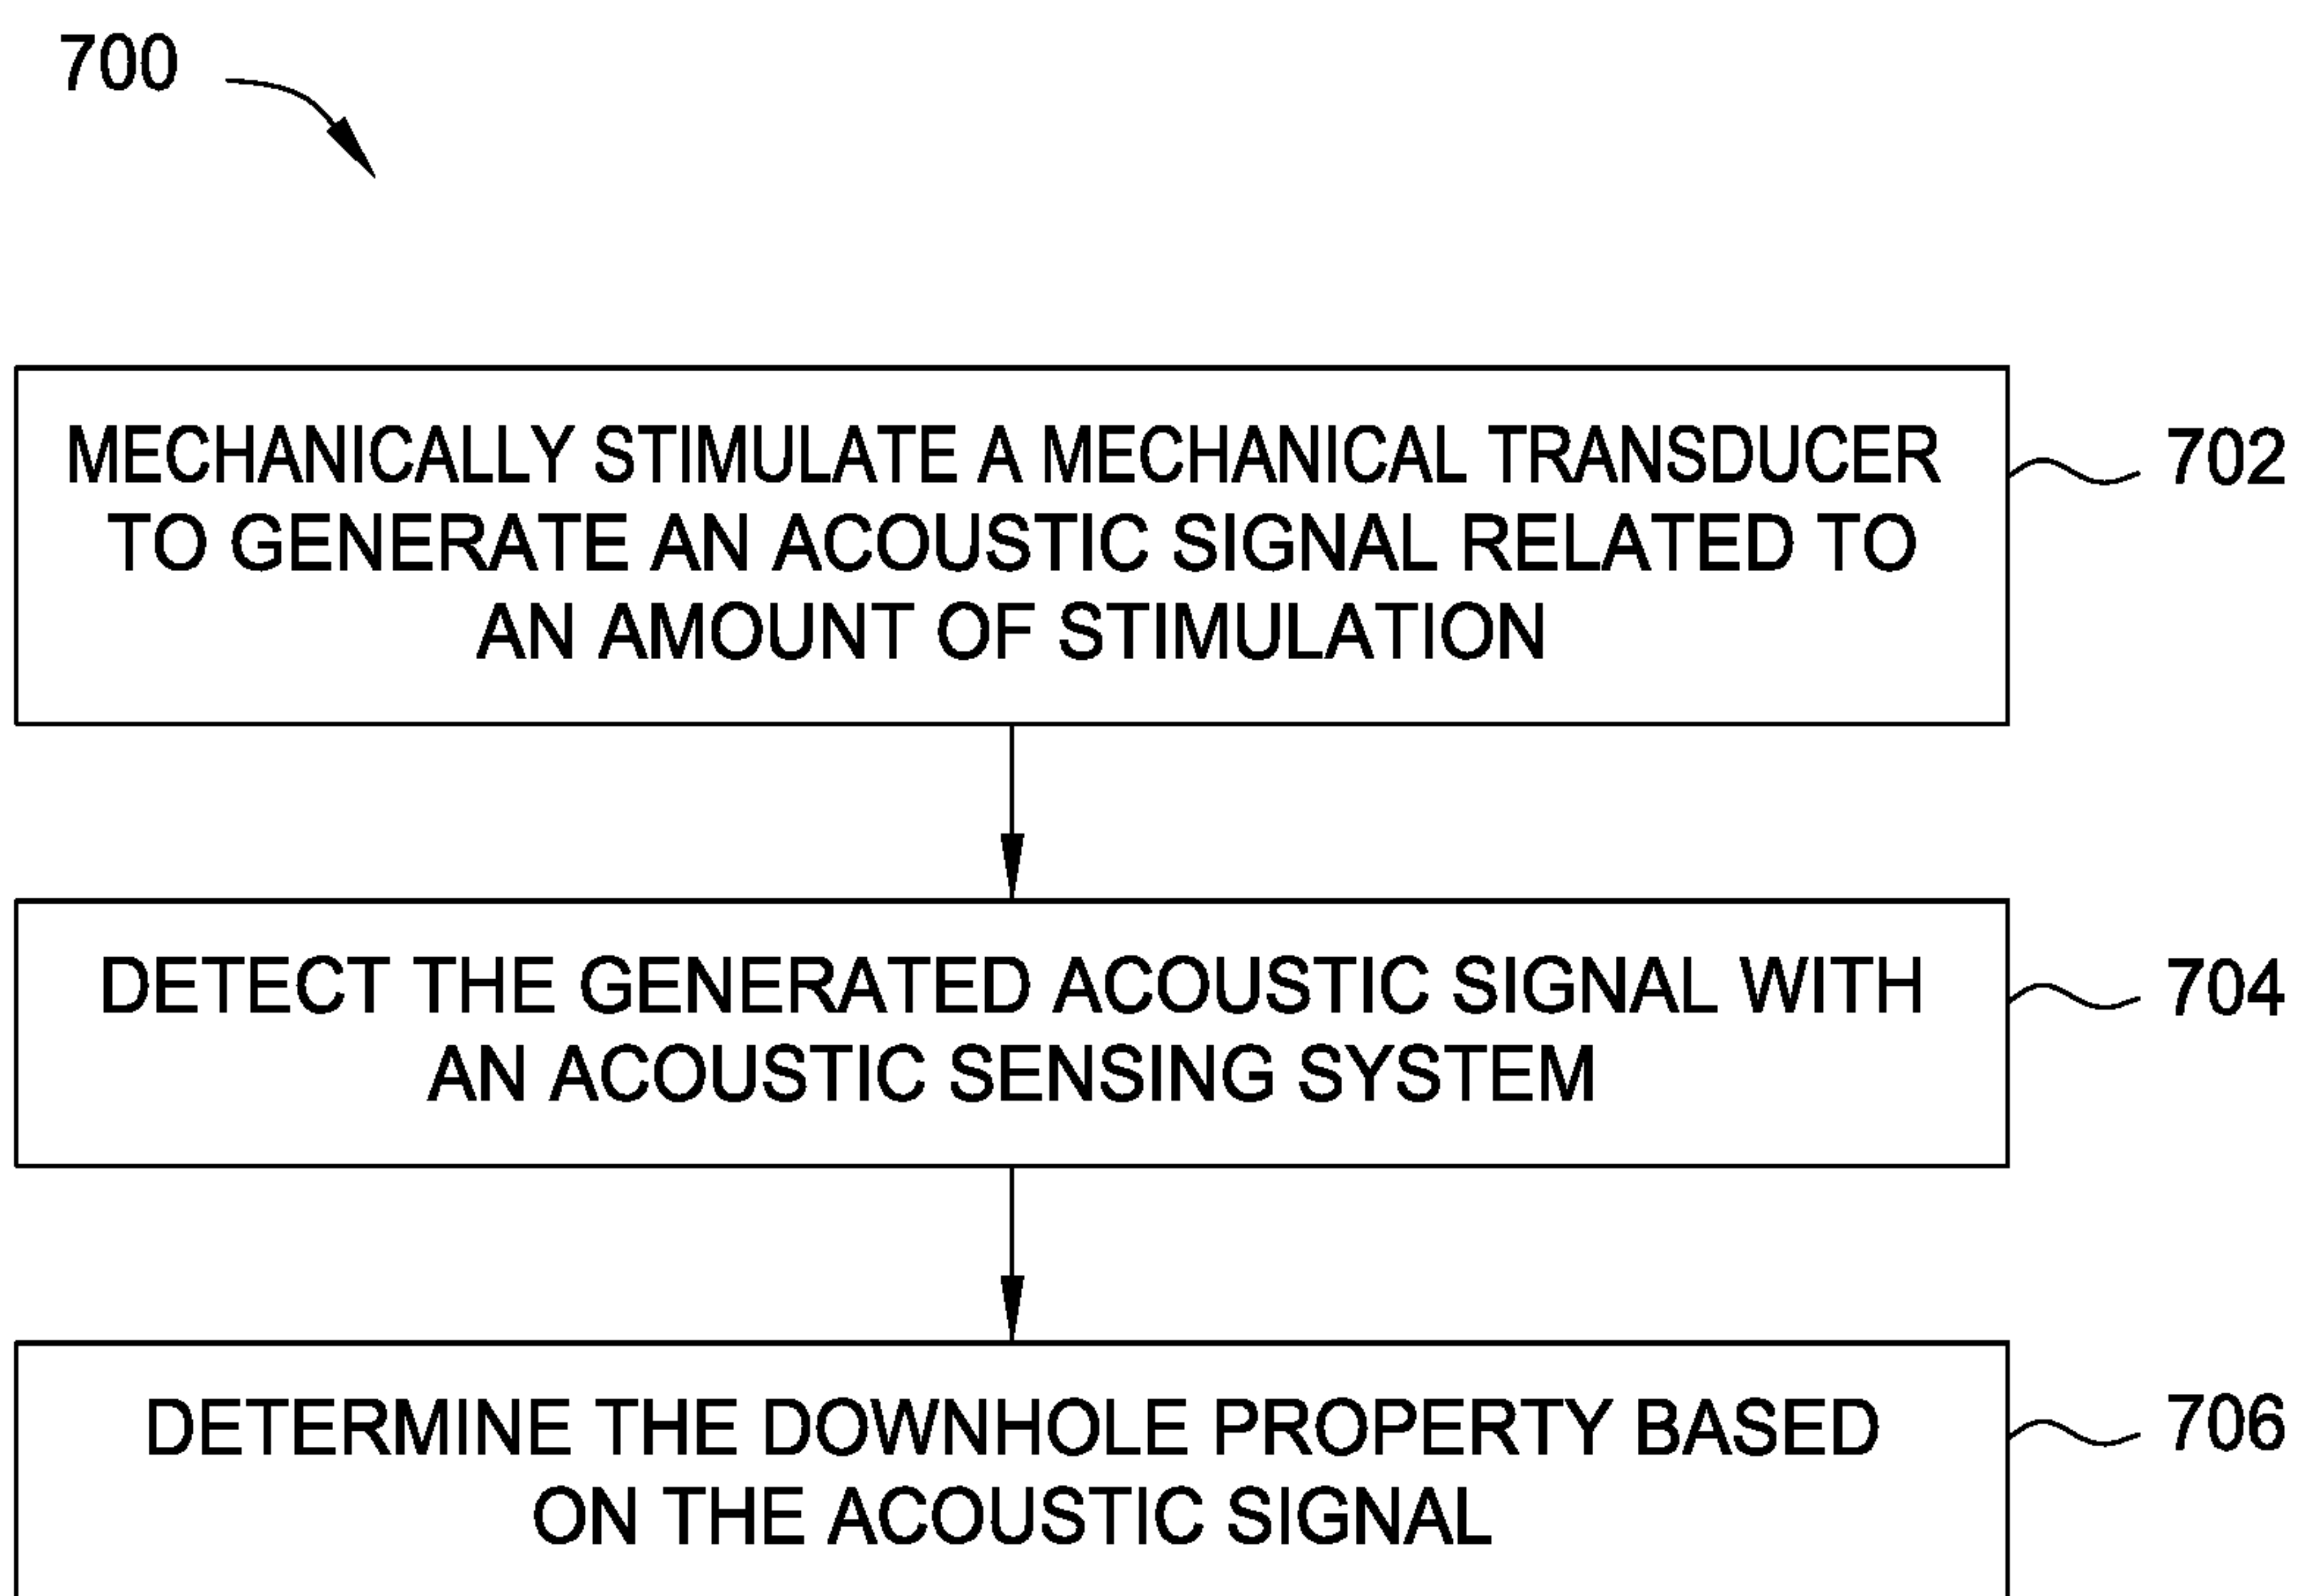 700
MECHANICALLY STIMULATE A MECHANICAL TRANSDUCER
TO GENERATE AN ACOUSTIC SIGNAL RELATED TO
AN AMOUNT OF STIMULATION
702
DETECT THE GENERATED ACOUSTIC SIGNAL WITH
AN ACOUSTIC SENSING SYSTEM
704
DETERMINE THE DOWNHOLE PROPERTY BASED
ON THE ACOUSTIC SIGNAL
706